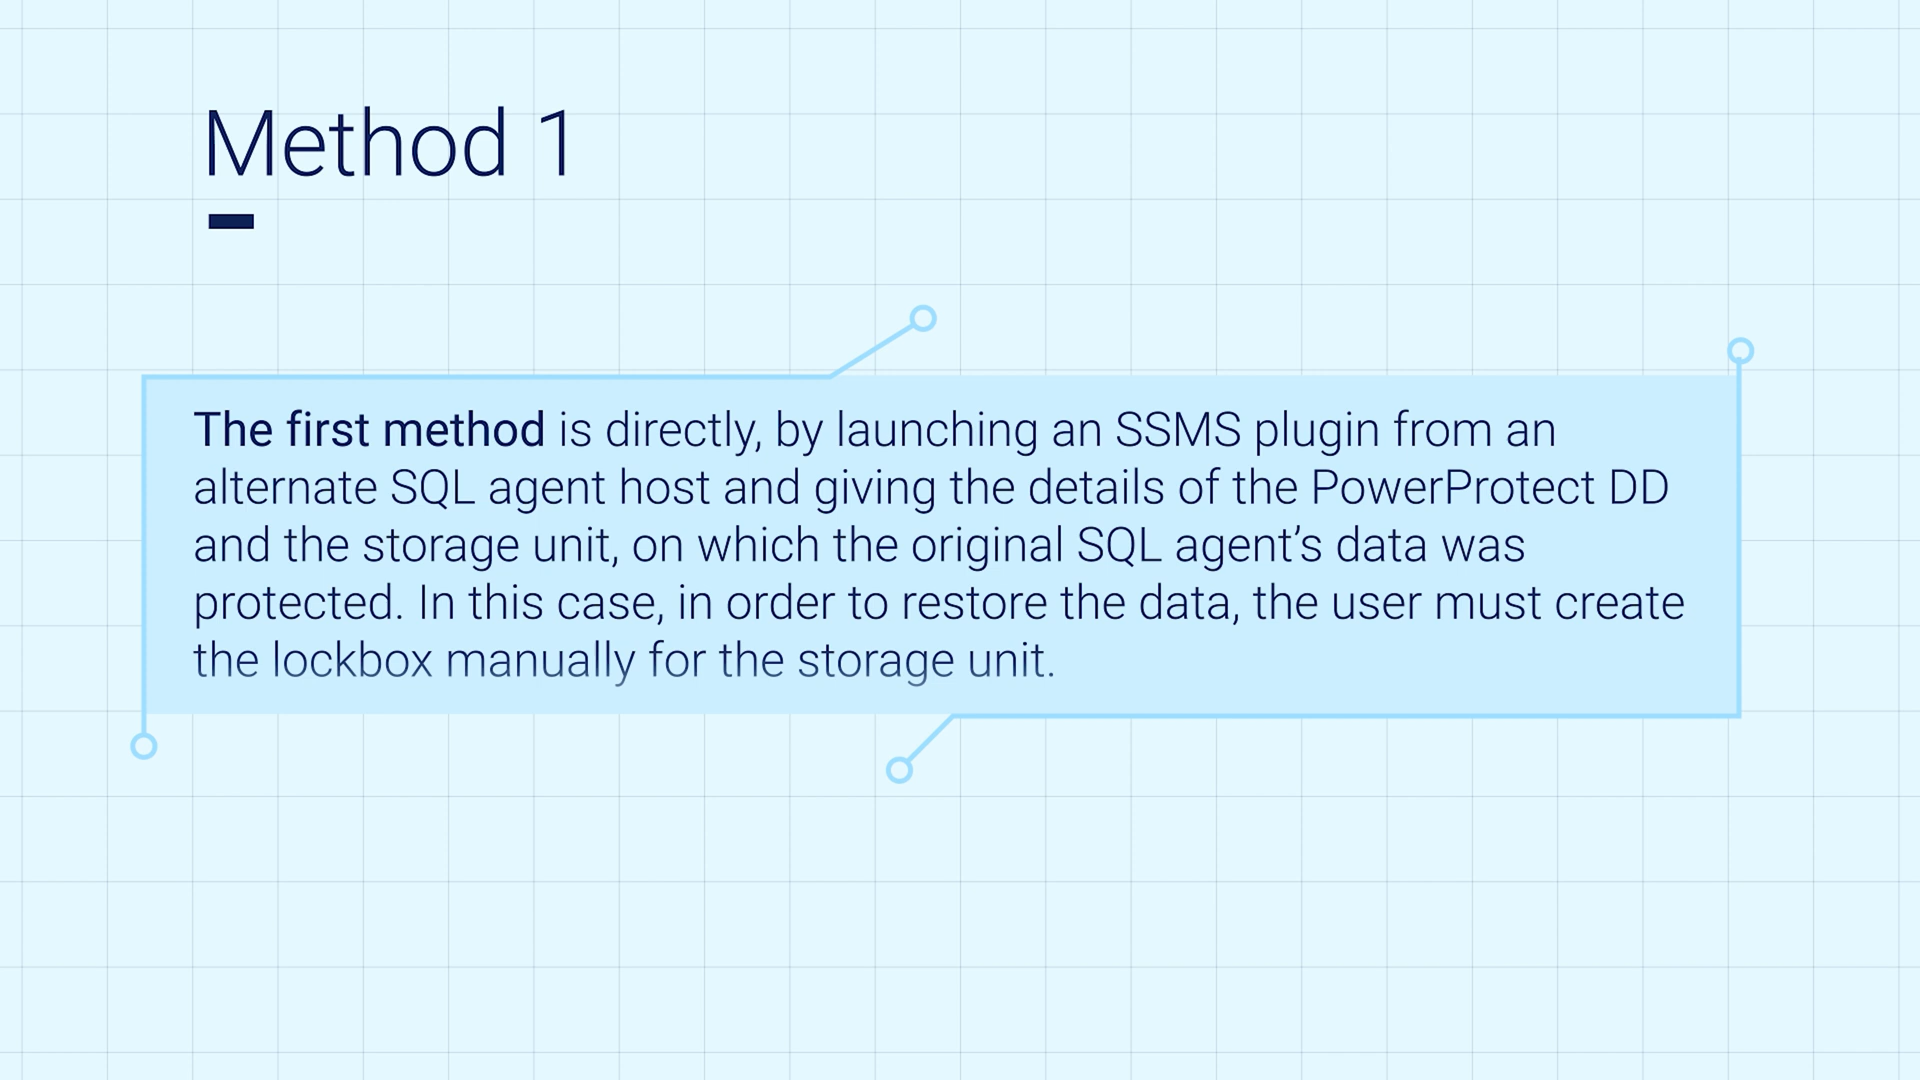 Method 1
The first method is directly, by launching an SSMS plugin from an
alternate SQL agent host and giving the details of the PowerProtect DD
and the storage unit, on which the original SQL agent’s data was
protected. In this case, in order to restore the data, the user must create
the lockbox manually for the storage unit.